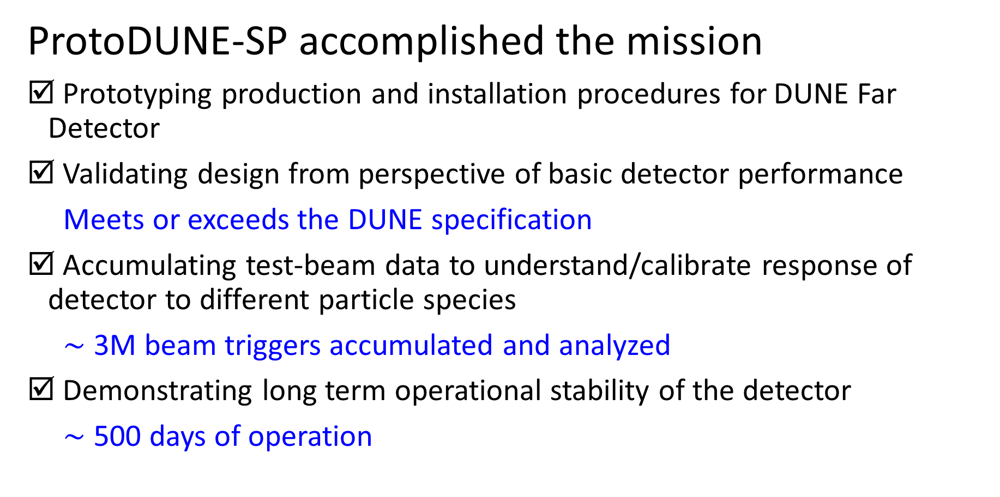 ProtoDUNE-SP accomplished the mission
☑ Prototyping production and installation procedures for DUNE Far
Detector
☑ Validating design from perspective of basic detector performance
Meets or exceeds the DUNE specification
☑ Accumulating test-beam data to understand/calibrate response of
detector to different particle species
~ 3M beam triggers accumulated and analyzed
☑ Demonstrating long term operational stability of the detector
~ 500 days of operation